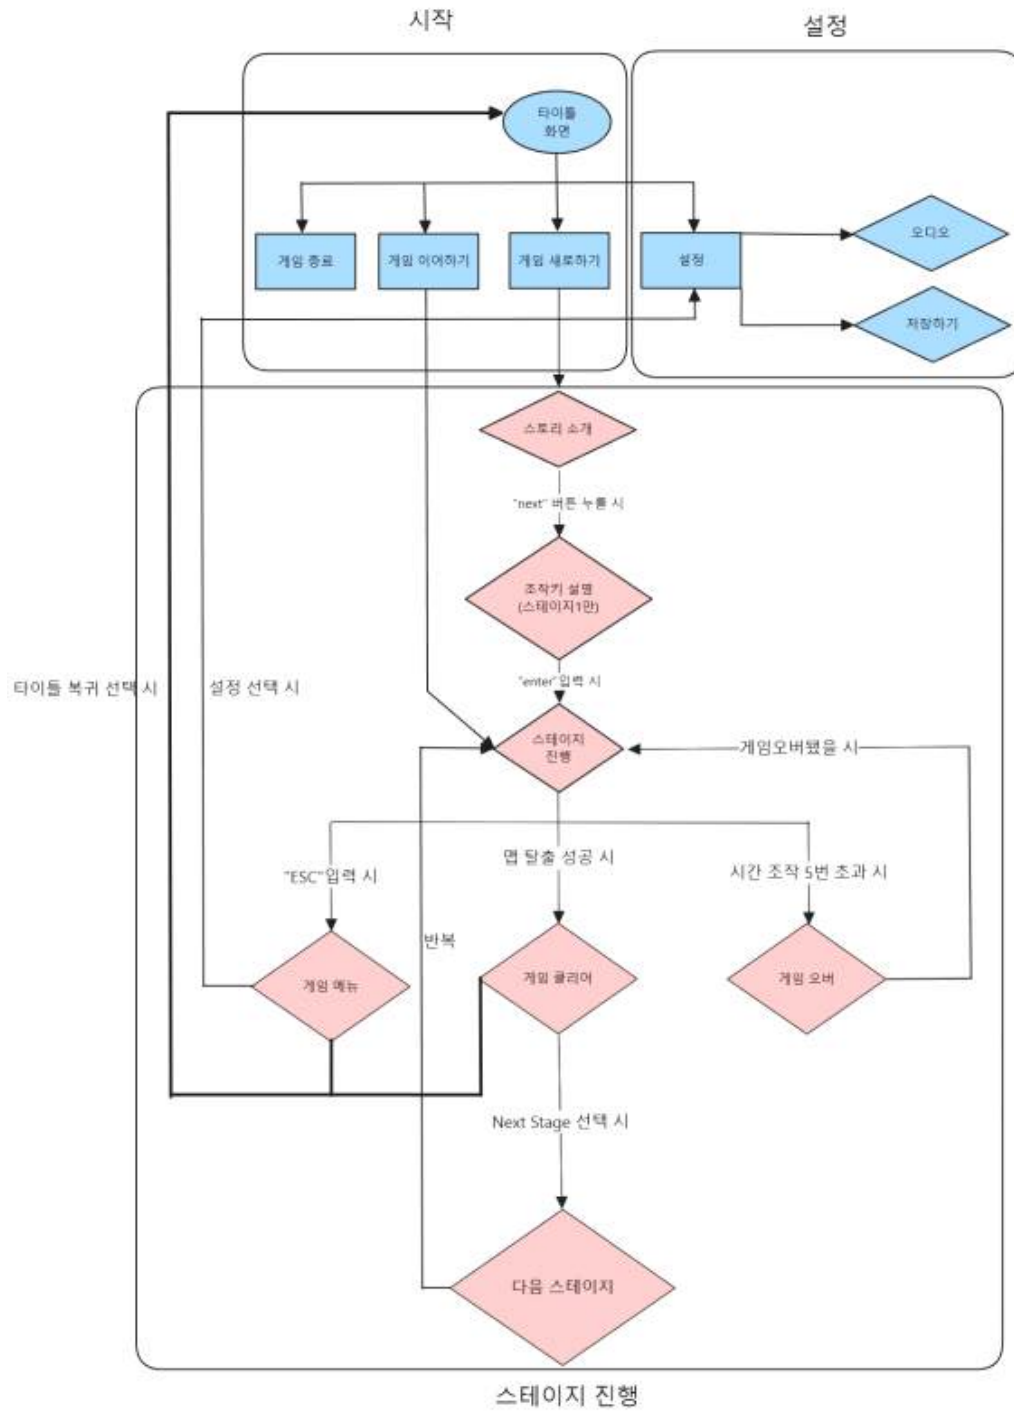 시작
설정
타이틀
화면
게임 종료
게임 이어하기
게임 새로하기
설정
오디오
저장하기
스토리 소개
"next" 버튼 누를 시
조작키 설명
(스테이지1만)
"enter"입력 시
타이틀 복귀 선택 시
설정 선택 시
스테이지
진행
게임오버됐을 시
"ESC"입력 시
맵 탈출 성공 시
시간 조작 5번 초과 시
반복
게임 메뉴
게임 클리어
게임 오버
Next Stage 선택 시
다음 스테이지
스테이지 진행